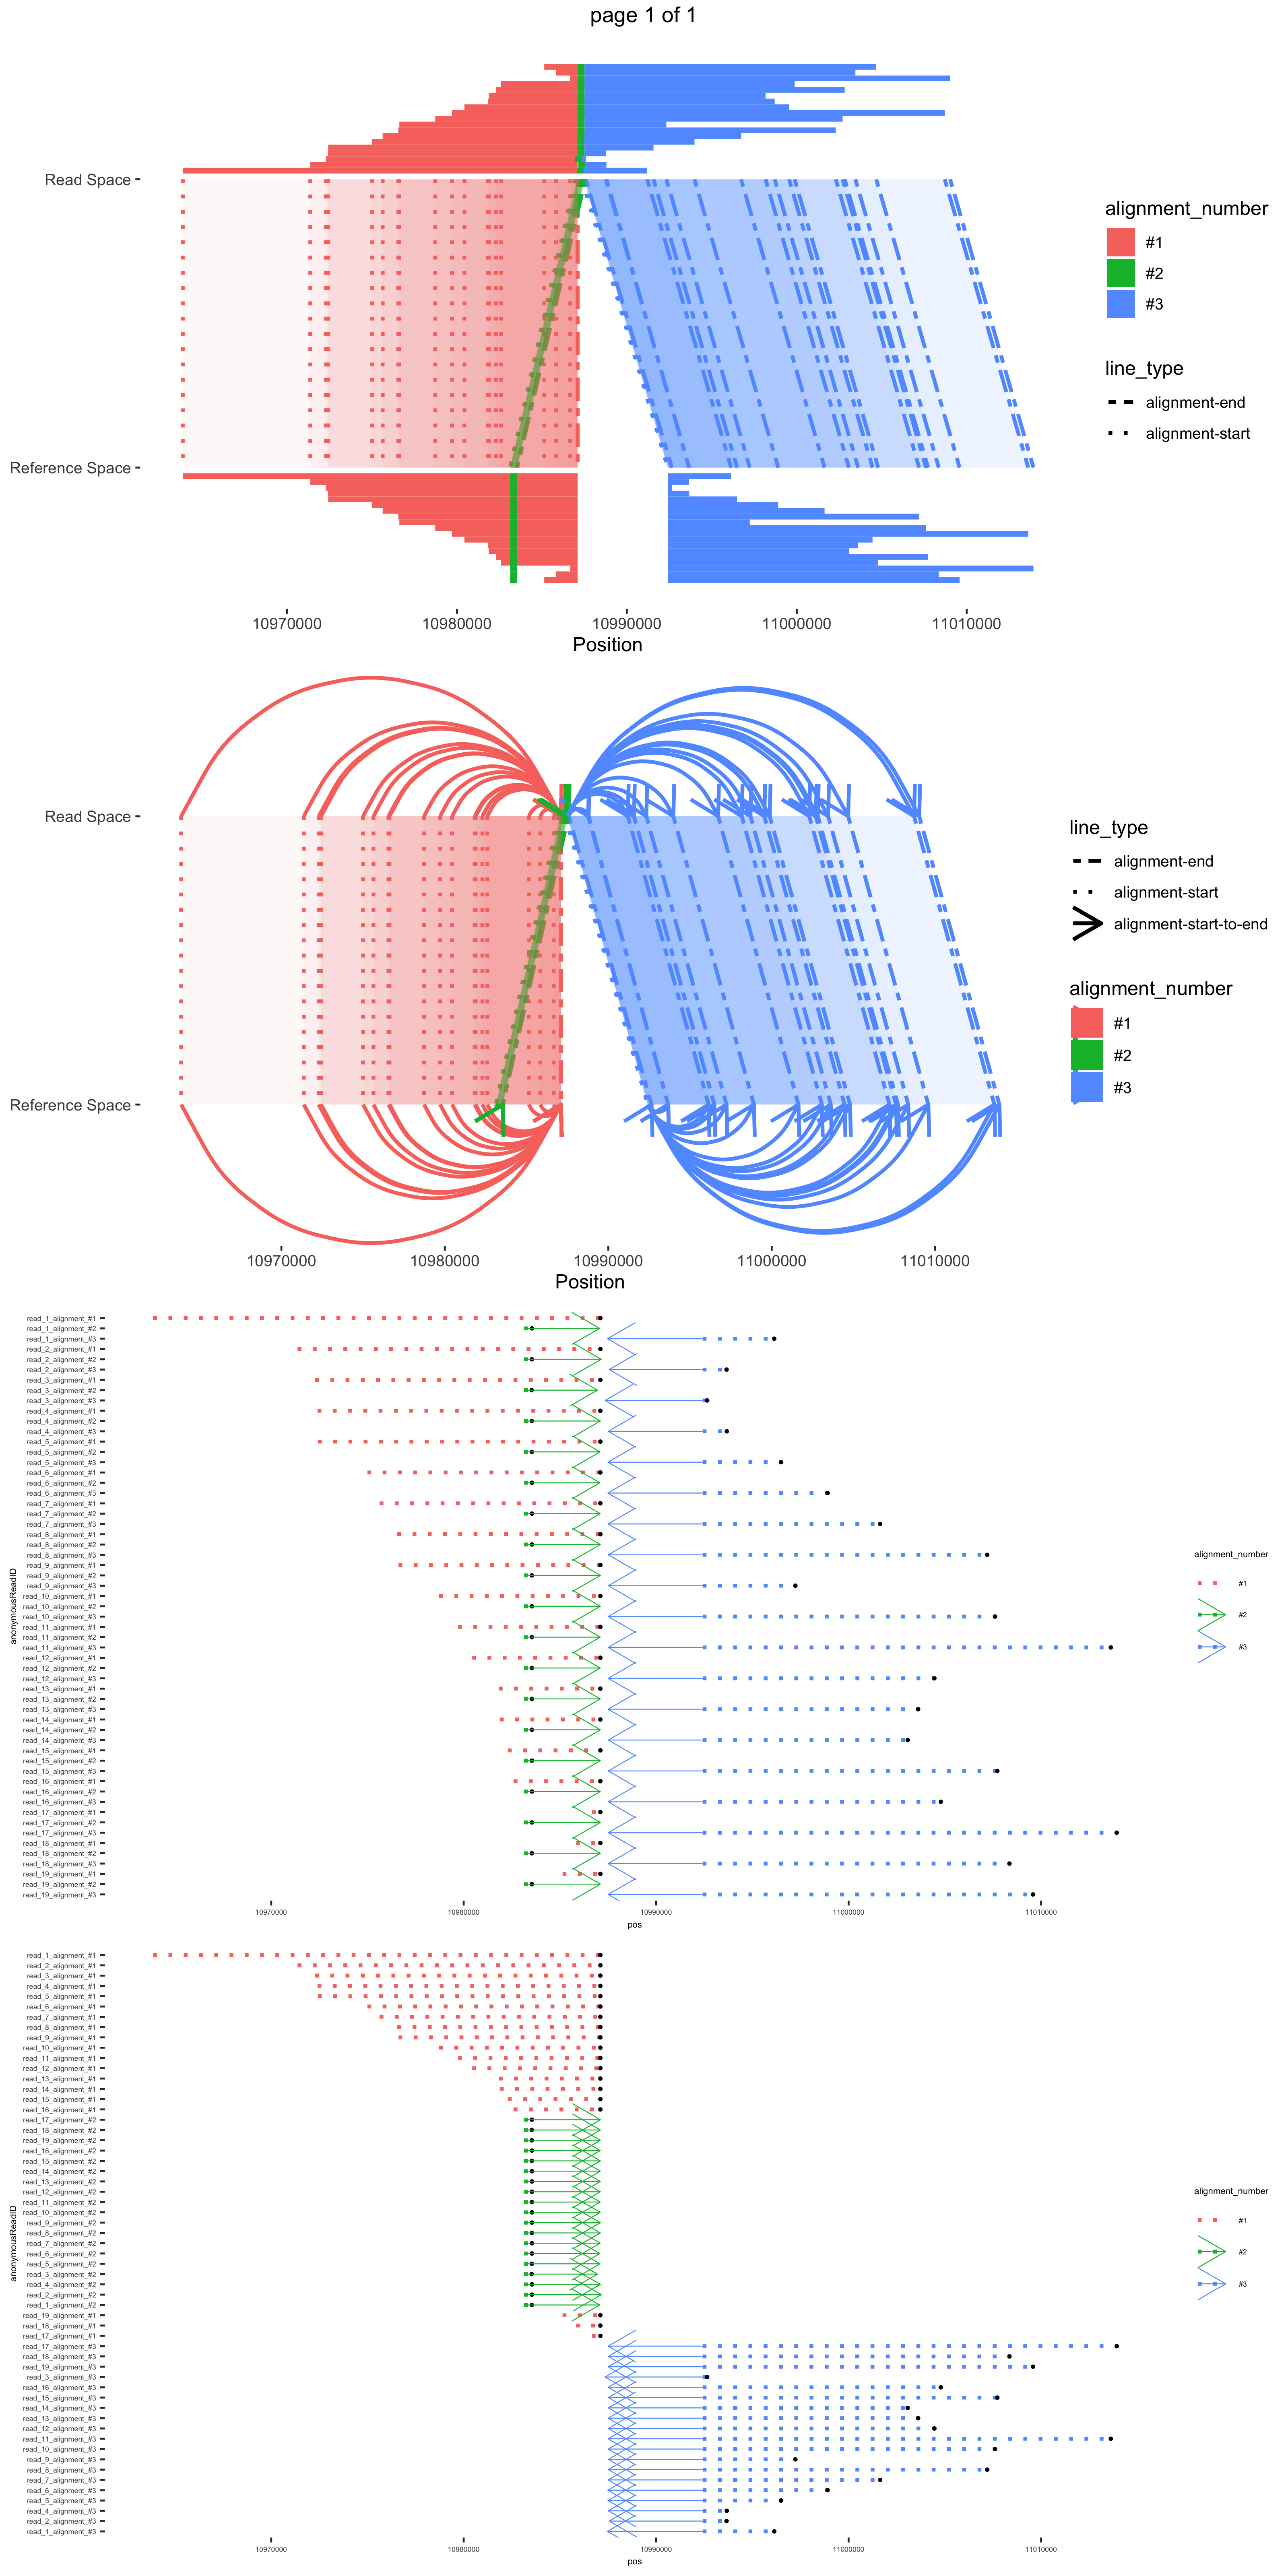 page 1 of 1
Read Space
Reference Space
10970000 10980000 10990000 11000000 11010000
Position
alignment_number
#1
#2
#3
line_type
alignment-end
alignment-start
Read Space
Reference Space
10970000 10980000 10990000 11000000 11010000
Position
line_type
alignment-end
alignment-start
alignment-start-to-end
alignment_number
#1
#2
#3
anonymousReadID
read_1_alignment_#1
read_1_alignment_#2
read_1_alignment_#3
read_2_alignment_#1
read_2_alignment_#2
read_2_alignment_#3
read_3_alignment_#1
read_3_alignment_#2
read_3_alignment_#3
read_4_alignment_#1
read_4_alignment_#2
read_4_alignment_#3
read_5_alignment_#1
read_5_alignment_#2
read_5_alignment_#3
read_6_alignment_#1
read_6_alignment_#2
read_6_alignment_#3
read_7_alignment_#1
read_7_alignment_#2
read_7_alignment_#3
read_8_alignment_#1
read_8_alignment_#2
read_8_alignment_#3
read_9_alignment_#1
read_9_alignment_#2
read_9_alignment_#3
read_10_alignment_#1
read_10_alignment_#2
read_10_alignment_#3
read_11_alignment_#1
read_11_alignment_#2
read_11_alignment_#3
read_12_alignment_#1
read_12_alignment_#2
read_12_alignment_#3
read_13_alignment_#1
read_13_alignment_#2
read_13_alignment_#3
read_14_alignment_#1
read_14_alignment_#2
read_14_alignment_#3
read_15_alignment_#1
read_15_alignment_#2
read_15_alignment_#3
read_16_alignment_#1
read_16_alignment_#2
read_16_alignment_#3
read_17_alignment_#1
read_17_alignment_#2
read_17_alignment_#3
read_18_alignment_#1
read_18_alignment_#2
read_18_alignment_#3
read_19_alignment_#1
read_19_alignment_#2
read_19_alignment_#3
10970000 10980000 10990000 11000000 11010000
pos
alignment_number
#1
#2
#3
anonymousReadID
read_1_alignment_#1
read_2_alignment_#1
read_3_alignment_#1
read_4_alignment_#1
read_5_alignment_#1
read_6_alignment_#1
read_7_alignment_#1
read_8_alignment_#1
read_9_alignment_#1
read_10_alignment_#1
read_11_alignment_#1
read_12_alignment_#1
read_13_alignment_#1
read_14_alignment_#1
read_15_alignment_#1
read_16_alignment_#1
read_17_alignment_#2
read_18_alignment_#2
read_19_alignment_#2
read_16_alignment_#2
read_15_alignment_#2
read_14_alignment_#2
read_13_alignment_#2
read_12_alignment_#2
read_11_alignment_#2
read_10_alignment_#2
read_9_alignment_#2
read_8_alignment_#2
read_7_alignment_#2
read_6_alignment_#2
read_5_alignment_#2
read_3_alignment_#2
read_4_alignment_#2
read_2_alignment_#2
read_1_alignment_#2
read_19_alignment_#1
read_18_alignment_#1
read_17_alignment_#1
read_17_alignment_#3
read_18_alignment_#3
read_19_alignment_#3
read_3_alignment_#3
read_16_alignment_#3
read_15_alignment_#3
read_14_alignment_#3
read_13_alignment_#3
read_12_alignment_#3
read_11_alignment_#3
read_10_alignment_#3
read_9_alignment_#3
read_8_alignment_#3
read_7_alignment_#3
read_6_alignment_#3
read_5_alignment_#3
read_4_alignment_#3
read_2_alignment_#3
read_1_alignment_#3
10970000 10980000 10990000 11000000 11010000
pos
alignment_number
#1
#2
#3